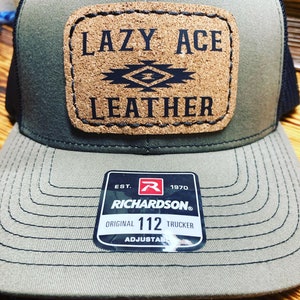 LAZY ACE
LEATHER
EST. R 1970
RICHARDSON
ORIGINAL 112 TRUCKER
ADJUSTABLE